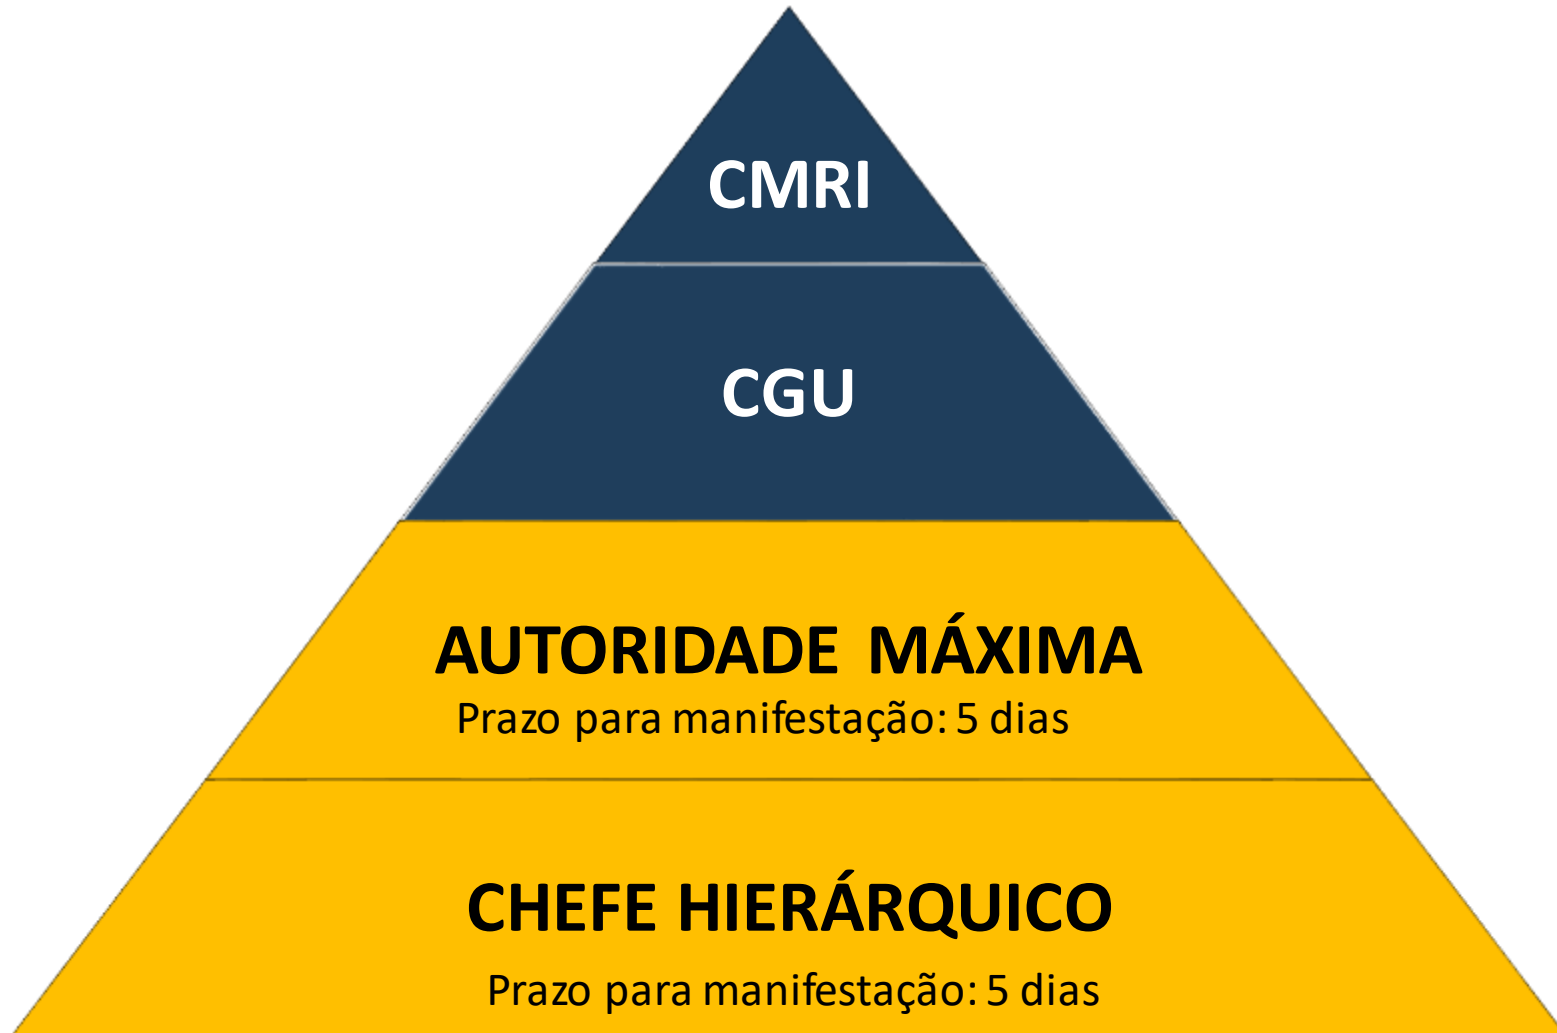 CMRI
CGU
AUTORIDADE MÁXIMA
Prazo para manifestação: 5 dias
CHEFE HIERÁRQUICO
Prazo para manifestação: 5 dias